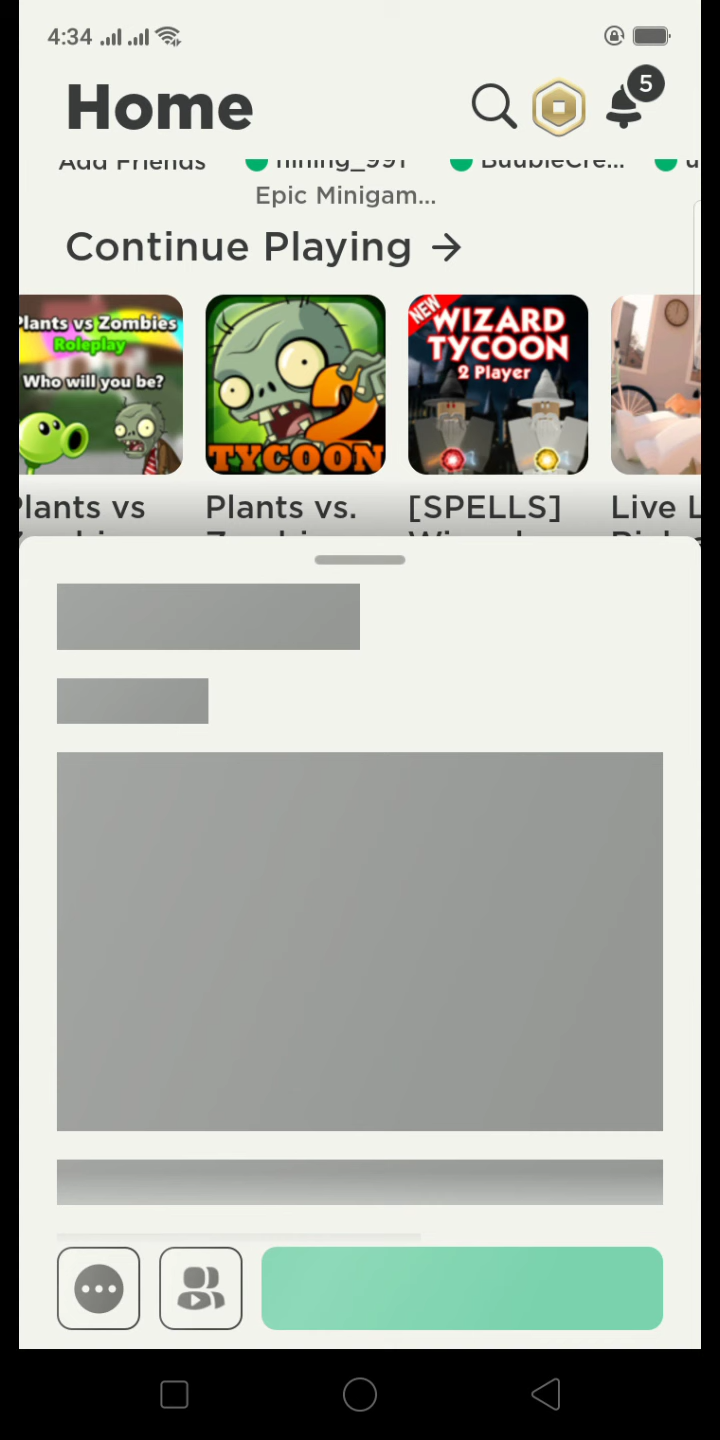 4:34
Home
5
Add Friends
Epic Minigam...
Continue Playing →
Plants vs Zombies
Roleplay
Who will you be?
TYCOON
2
NEW
WIZARD
TYCOON
2 Player
Plants vs
Plants vs.
[SPELLS]
Live